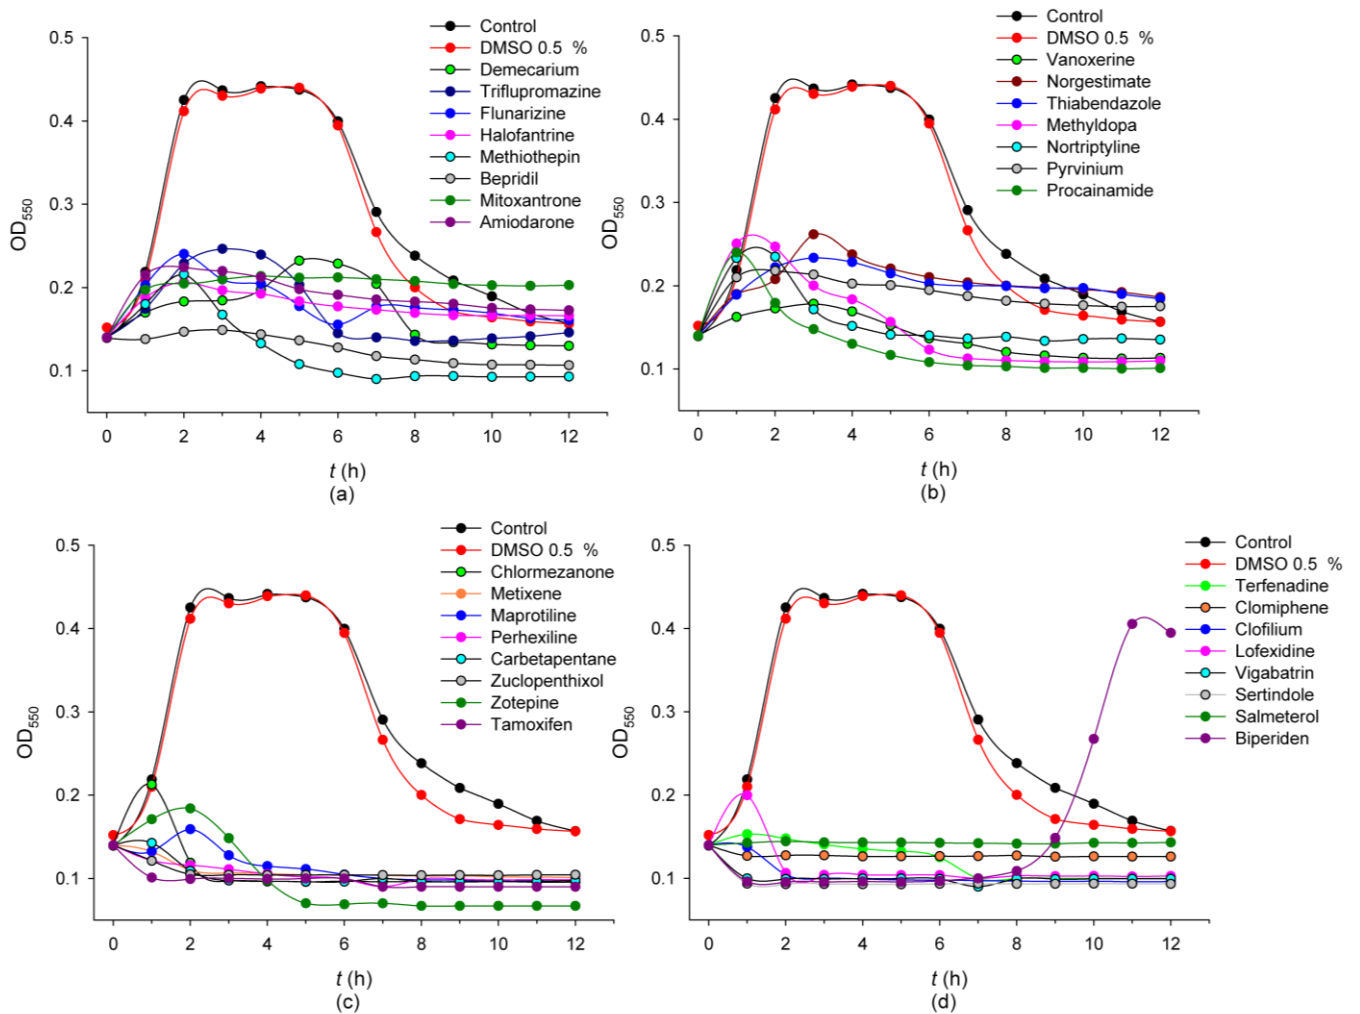 Control
DMSO 0.5 %
Demecarium
Triflupromazine
Flunarizine
Halofantrine
Methiothepin
Bepridil
Mitoxantrone
Amiodarone
0.5
0.4
0.3
0.2
0.1
OD550
0 2 4 6 8 10 12
t (h)
(a)
Control
DMSO 0.5 %
Vanoxerine
Norgestimate
Thiabendazole
Methyldopa
Nortriptyline
Pyrvinium
Procainamide
0.5
0.4
0.3
0.2
0.1
OD550
0 2 4 6 8 10 12
t (h)
(b)
Control
DMSO 0.5 %
Chlormezanone
Metixene
Maprotiline
Perhexiline
Carbetapentane
Zuclopenthixol
Zotepine
Tamoxifen
0.5
0.4
0.3
0.2
0.1
OD550
0 2 4 6 8 10 12
t (h)
(c)
Control
DMSO 0.5 %
Terfenadine
Clomiphene
Clofilium
Lofexidine
Vigabatrin
Sertindole
Salmeterol
Biperiden
0.5
0.4
0.3
0.2
0.1
OD550
0 2 4 6 8 10 12
t (h)
(d)